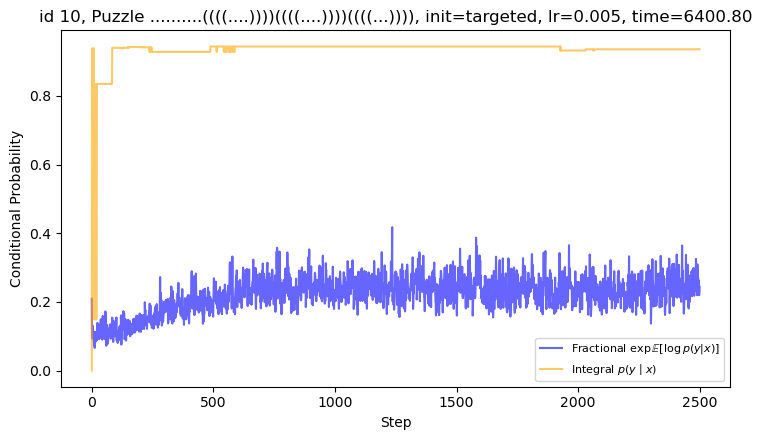 id 10, Puzzle ..........((((....))))((((....))))((((...)))), init=targeted, lr=0.005, time=6400.80
Conditional Probability
0.8
0.6
0.4
0.2
0.0
Fractional exp 𝔼[log p(y|x)]
Integral p(y | x)
0 500 1000 1500 2000 2500
Step